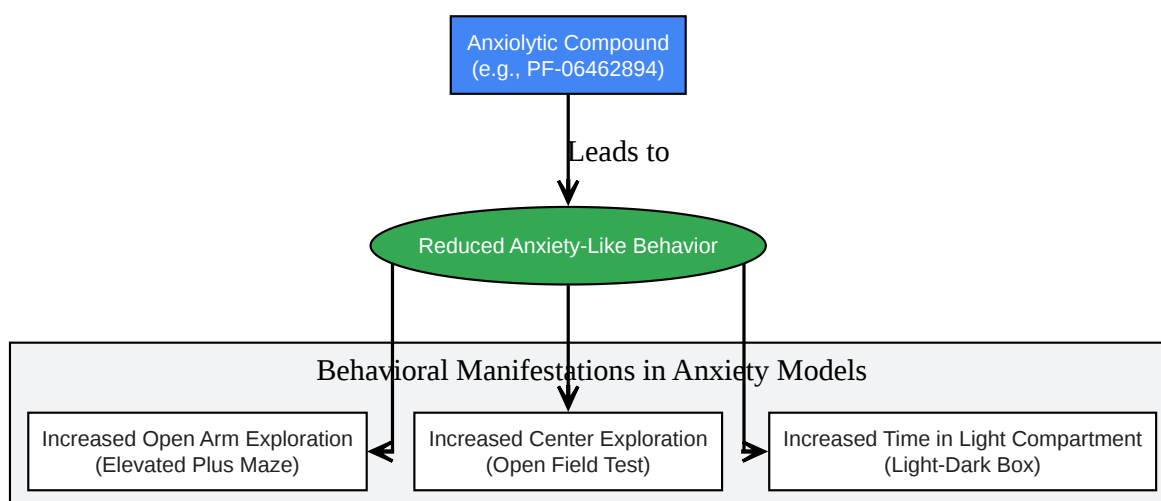 Anxiolytic Compound
(e.g., PF-06462894)
Leads to
Reduced Anxiety-Like Behavior
Behavioral Manifestations in Anxiety Models
Increased Open Arm Exploration
(Elevated Plus Maze)
Increased Center Exploration
(Open Field Test)
Increased Time in Light Compartment
(Light-Dark Box)